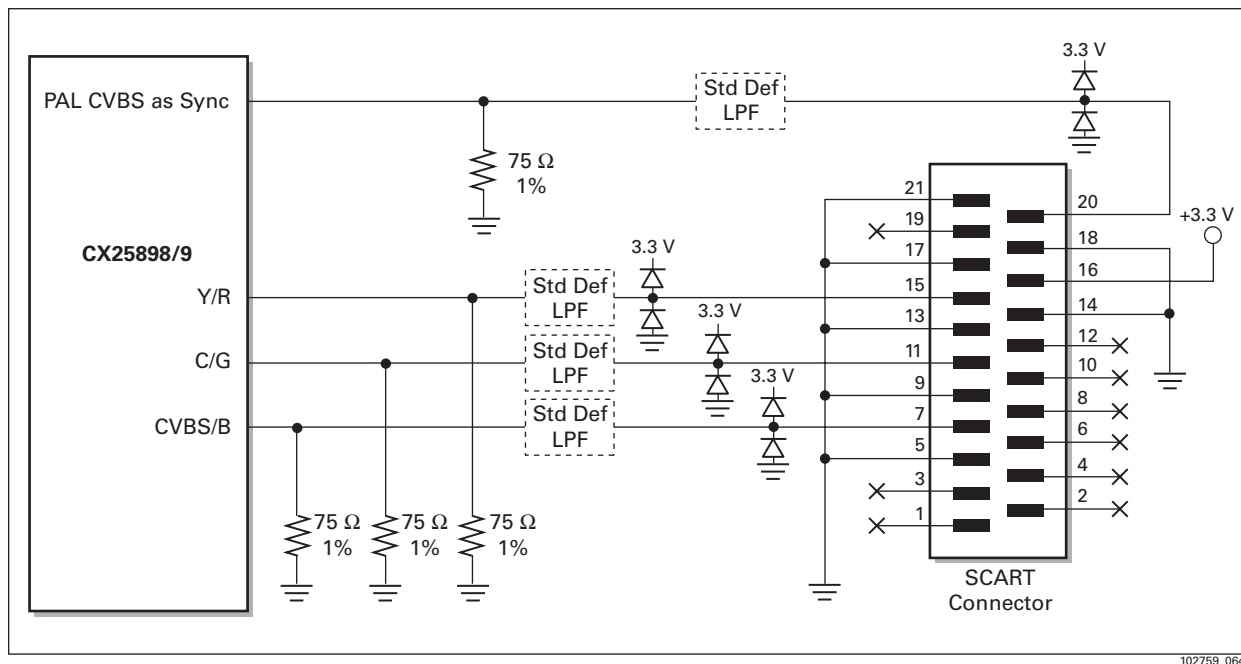 PAL CVBS as Sync
CX25898/9
Y/R
C/G
CVBS/B
75 Ω
1%
Std Def
LPF
3.3 V
3.3 V
Std Def
LPF
3.3 V
Std Def
LPF
3.3 V
Std Def
LPF
75 Ω
1%
75 Ω
1%
75 Ω
1%
21
19
17
15
13
11
9
7
5
3
1
20
18
16
14
12
10
8
6
4
2
+3.3 V
SCART
Connector
102759_064